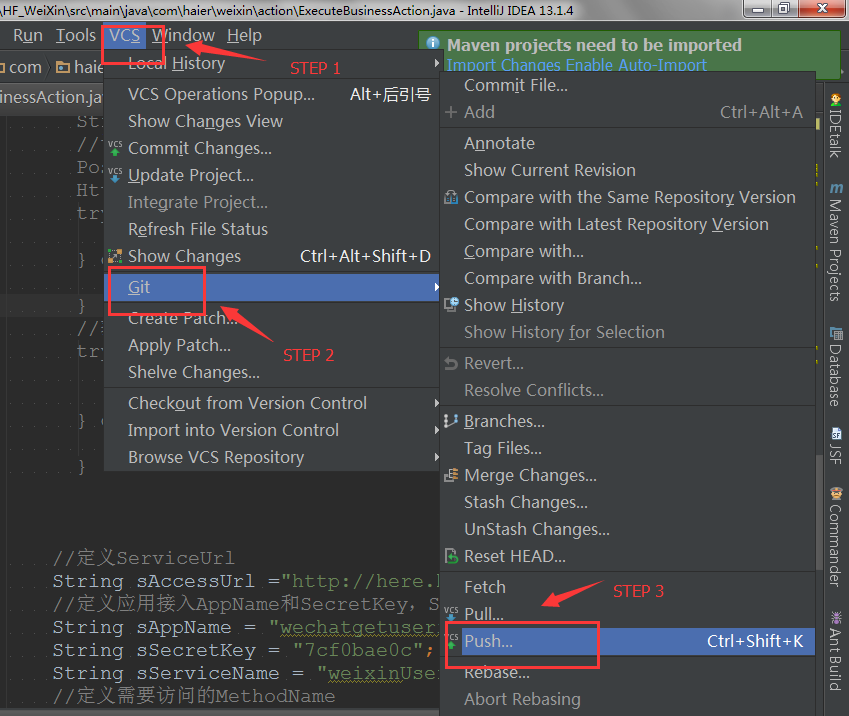 \HF_WeiXin\src\main\java\com\haier\weixin\action\ExecuteBusinessAction.java - IntelliJ IDEA 13.1.4
Run Tools VCS Window Help
Maven projects need to be imported
Import Changes Enable Auto-Import
com
haie
inessAction.ja
STEP 1
Local History
VCS Operations Popup... Alt+后引号
Show Changes View
Commit Changes...
Update Project...
Integrate Project...
Refresh File Status
Show Changes Ctrl+Alt+Shift+D
Git
Create Patch...
Apply Patch...
Shelve Changes...
Checkout from Version Control
Import into Version Control
Browse VCS Repository
STEP 2
Commit File...
Add Ctrl+Alt+A
Annotate
Show Current Revision
Compare with the Same Repository Version
Compare with Latest Repository Version
Compare with...
Compare with Branch...
Show History
Show History for Selection
Revert...
Resolve Conflicts...
Branches...
Tag Files...
Merge Changes...
Stash Changes...
UnStash Changes...
Reset HEAD...
Fetch
STEP 3
Pull...
Push... Ctrl+Shift+K
Rebase...
Abort Rebasing
IDEtalk
Maven Projects
Database
JSF
Commander
Ant Build
Str
//
Pos
Htt
try
}
}
//
try
}
}
//定义ServiceUrl
String sAccessUrl ="http://here.
//定义应用接入AppName和SecretKey, S
String sAppName = "wechatgetuser
String sSecretKey = "7cf0bae0c";
String sServiceName = "weixinUser
//定义需要访问的MethodName